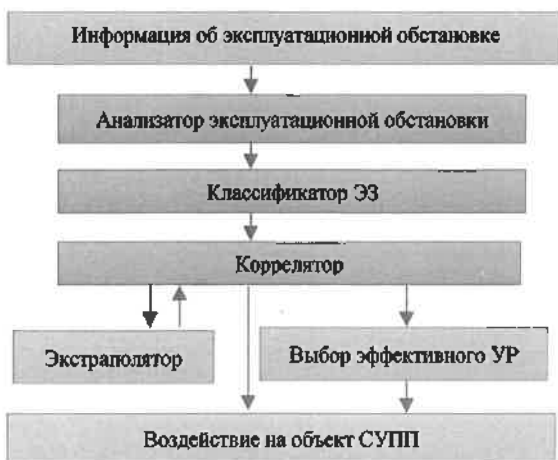 Информация об эксплуатационной обстановке
Анализатор эксплуатационной обстановки
Классификатор ЭЗ
Коррелятор
Экстраполятор
Выбор эффективного УР
Воздействие на объект СУПП